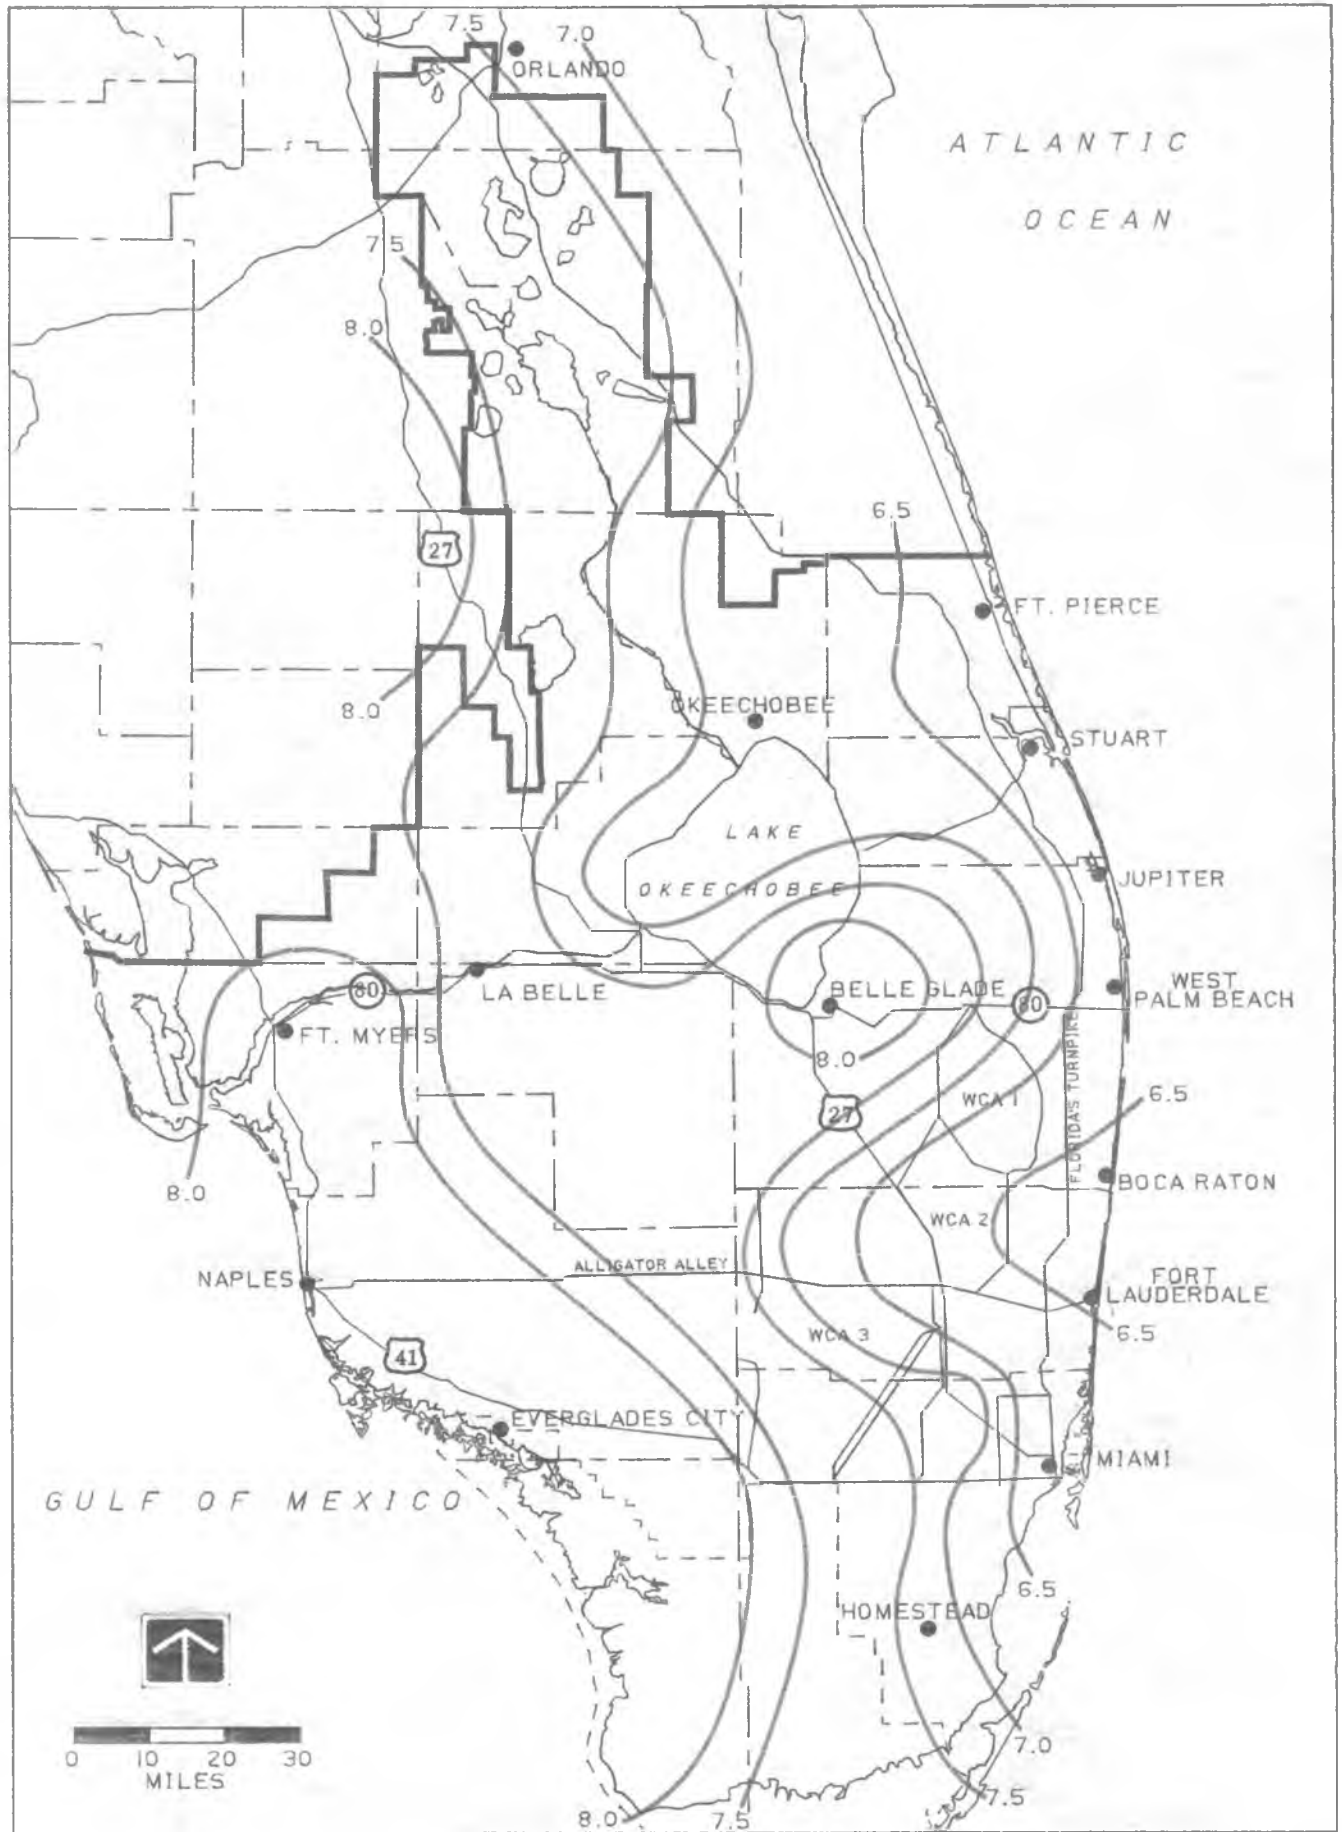 7.5
7.0
ORLANDO
ATLANTIC
OCEAN
7.5
8.0
6.5
27
FT. PIERCE
8.0
OKEECHOBEE
STUART
LAKE
OKEECHOBEE
JUPITER
80
LA BELLE
BELLE GLADE
80
WEST
PALM BEACH
FT. MYERS
8.0
27
WCA 1
FLORIDA'S TURNPIKE
6.5
8.0
BOCA RATON
WCA 2
NAPLES
ALLIGATOR ALLEY
FORT
LAUDERDALE
WCA 3
6.5
41
EVERGLADES CITY
MIAMI
GULF OF MEXICO
6.5
HOMESTEAD
7.0
0 10 20 30
MILES
7.5
8.0
7.5